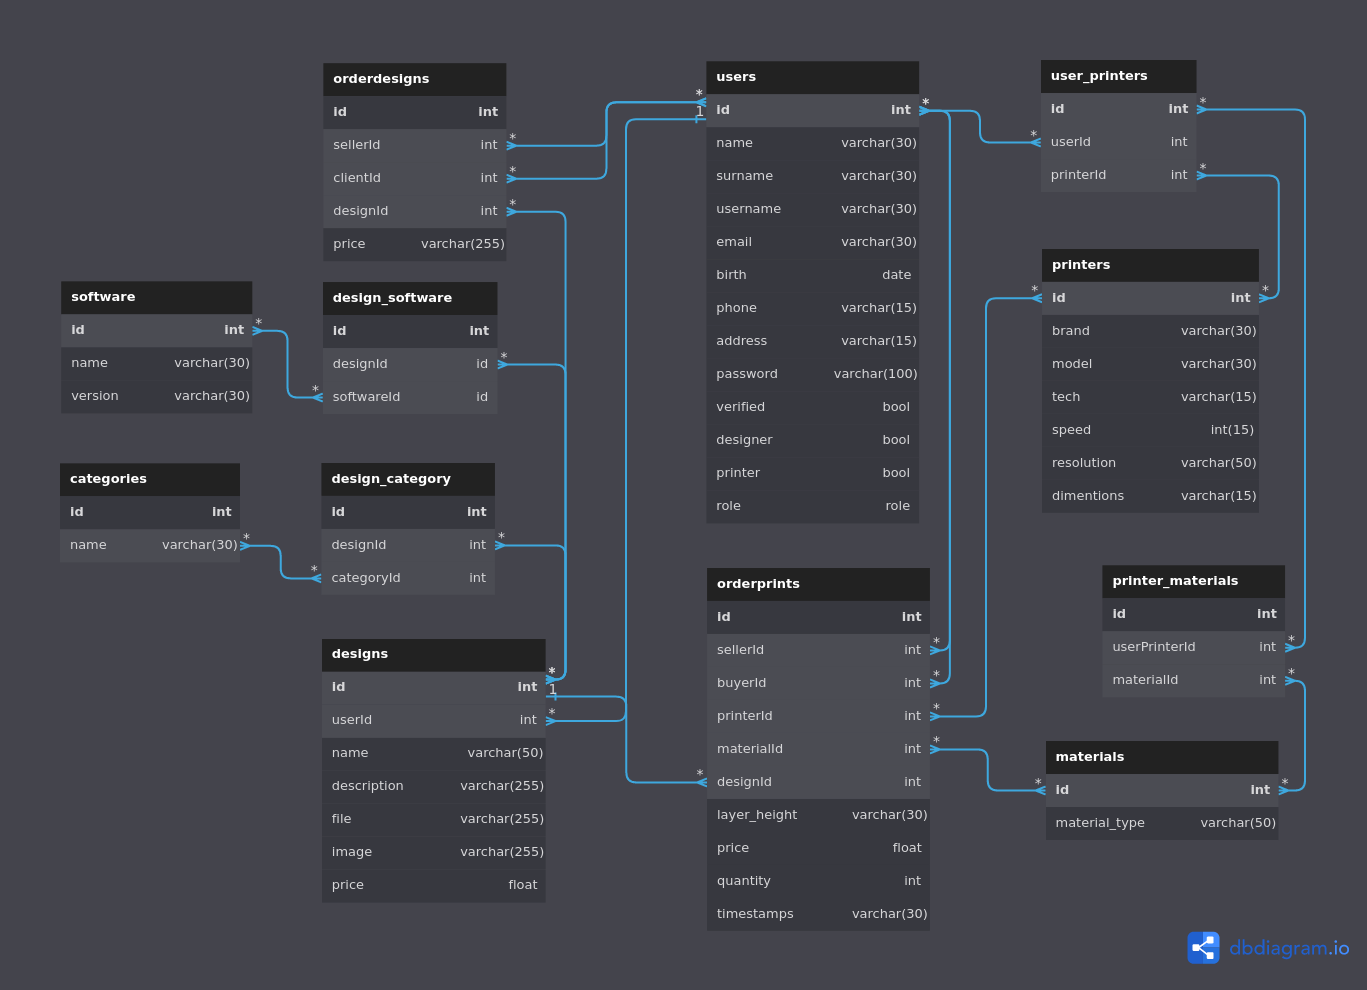 orderdesigns
id int
sellerId int
clientId int
designId int
price varchar(255)
users
id int
name varchar(30)
surname varchar(30)
username varchar(30)
email varchar(30)
birth date
phone varchar(15)
address varchar(15)
password varchar(100)
verified bool
designer bool
printer bool
role role
user_printers
id int
userId int
printerId int
software
id int
name varchar(30)
version varchar(30)
design_software
id int
designId id
softwareId id
printers
id int
brand varchar(30)
model varchar(30)
tech varchar(15)
speed int(15)
resolution varchar(50)
dimentions varchar(15)
categories
id int
name varchar(30)
design_category
id int
designId int
categoryId int
orderprints
id int
sellerId int
buyerId int
printerId int
materialId int
designId int
layer_height varchar(30)
price float
quantity int
timestamps varchar(30)
printer_materials
id int
userPrinterId int
materialId int
designs
id int
userId int
name varchar(50)
description varchar(255)
file varchar(255)
image varchar(255)
price float
materials
id int
material_type varchar(50)
* * * * 1 * * * * * * * * * * * * * * * * 1 * * * * * * * * * *
dbdiagram.io